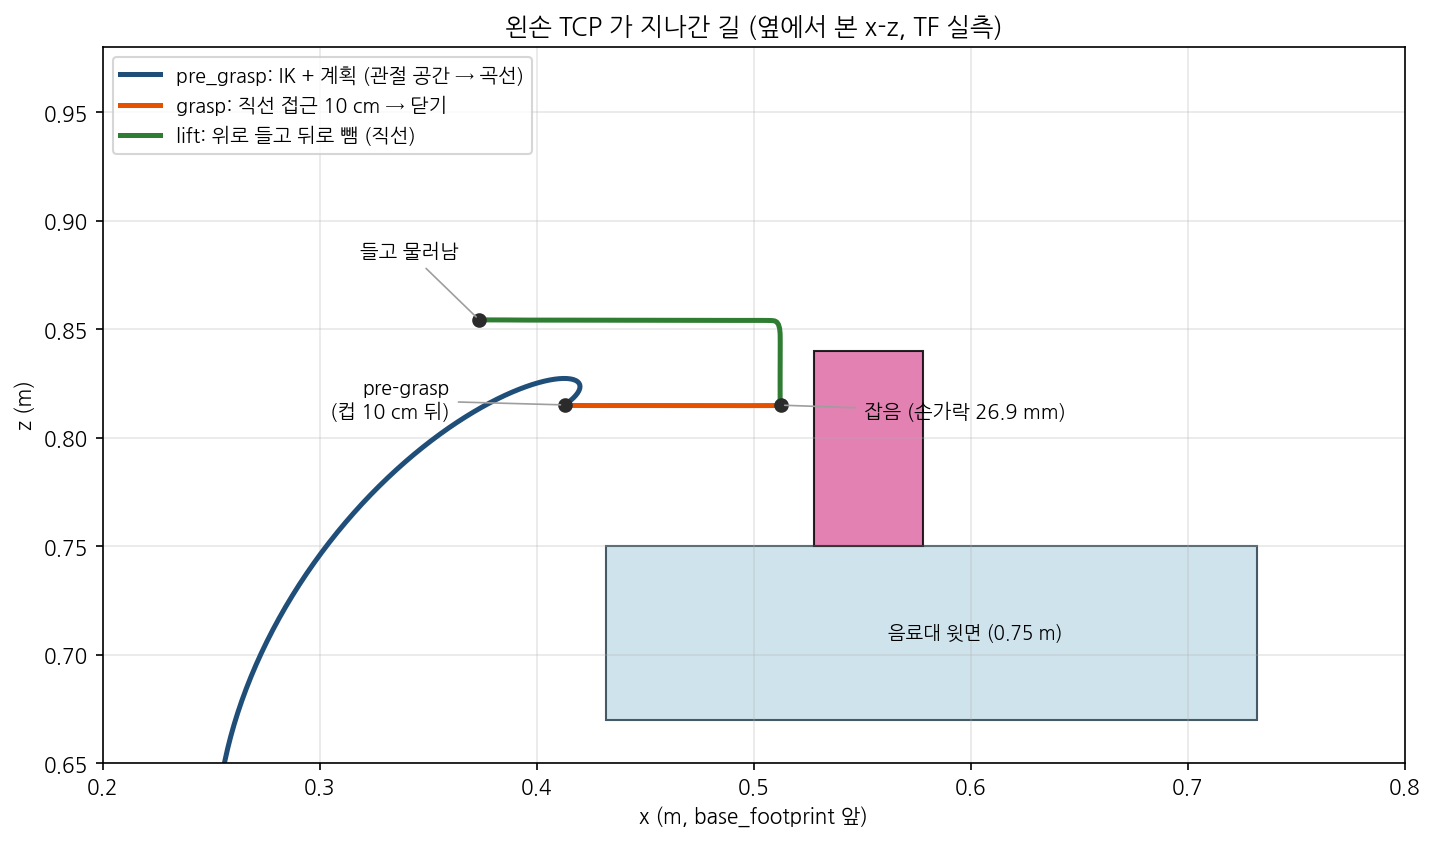 왼손 TCP 가 지나간 길 (옆에서 본 x-z, TF 실측)
pre_grasp: IK + 계획 (관절 공간 → 곡선)
grasp: 직선 접근 10 cm → 닫기
lift: 위로 들고 뒤로 뺌 (직선)
0.95
0.90
0.85
0.80
0.75
0.70
0.65
z (m)
들고 물러남
pre-grasp
(컵 10 cm 뒤)
잡음 (손가락 26.9 mm)
음료대 윗면 (0.75 m)
0.2
0.3
0.4
0.5
0.6
0.7
0.8
x (m, base_footprint 앞)